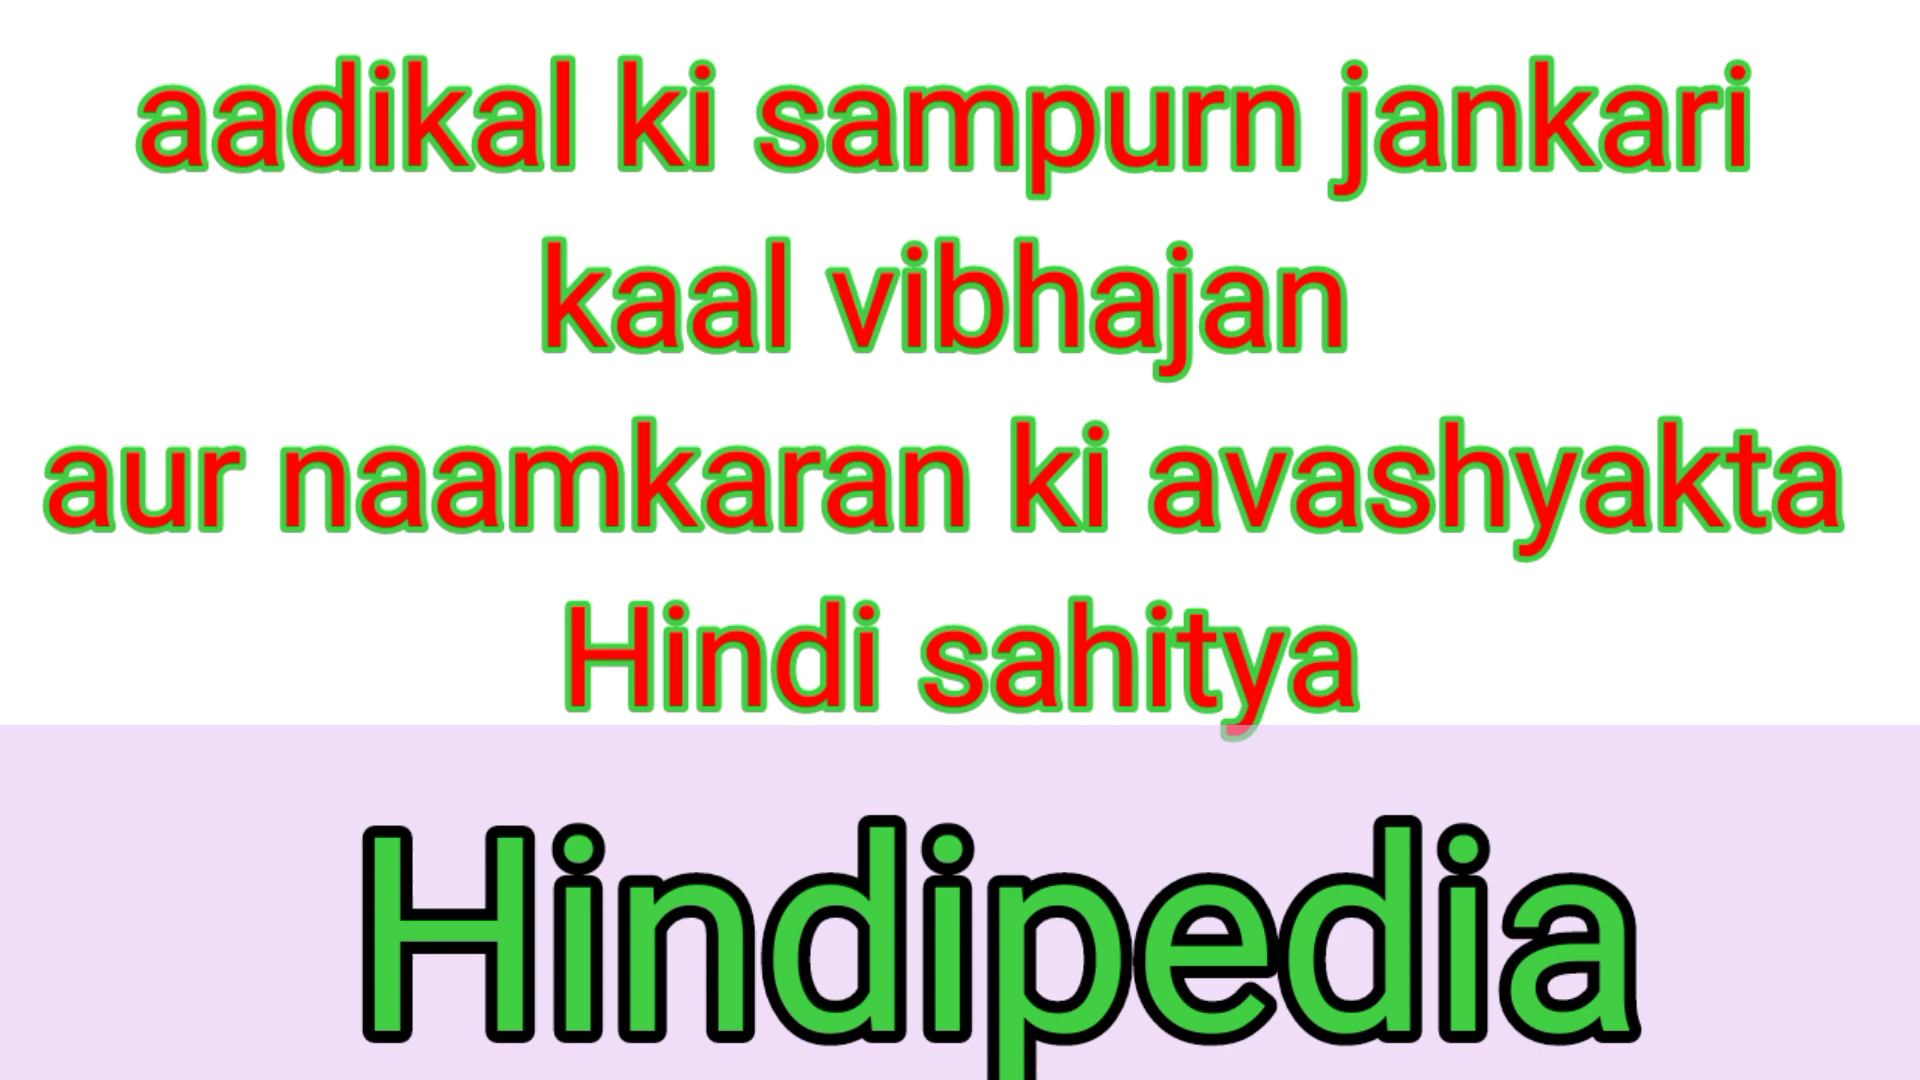 aadikal ki sampurn jankari
kaal vibhajan
aur naamkaran ki avashyakta
Hindi sahitya
Hindipedia